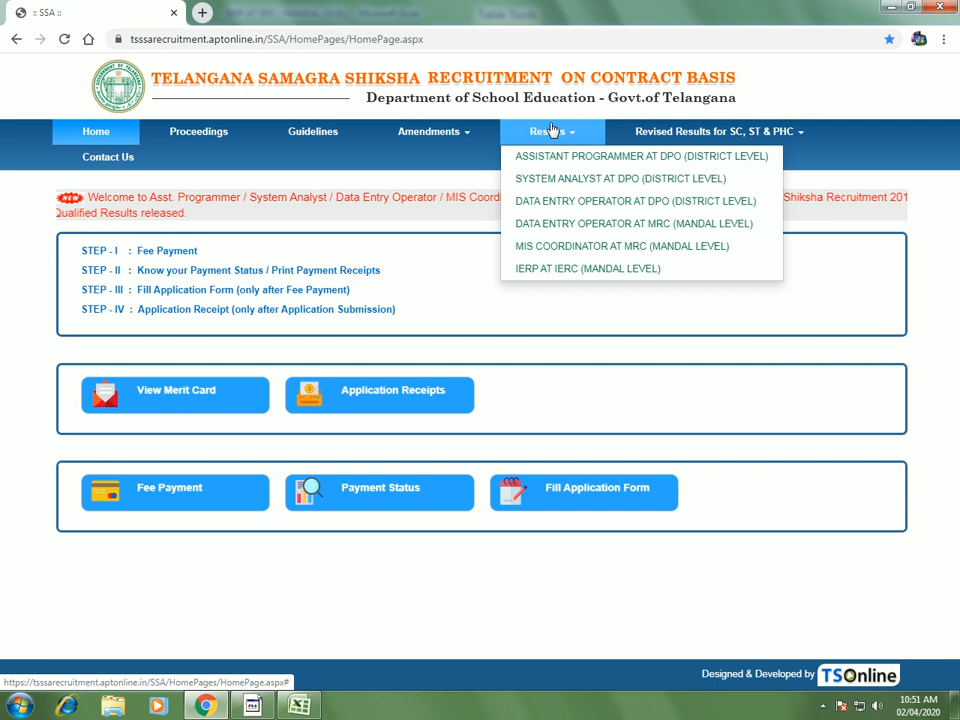 :: SSA ::
tsssarecruitment.aptonline.in/SSA/HomePages/HomePage.aspx
TELANGANA SAMAGRA SHIKSHA RECRUITMENT ON CONTRACT BASIS
Department of School Education - Govt.of Telangana
Home Proceedings Guidelines Amendments Results Revised Results for SC, ST & PHC
Contact Us
ASSISTANT PROGRAMMER AT DPO (DISTRICT LEVEL)
SYSTEM ANALYST AT DPO (DISTRICT LEVEL)
DATA ENTRY OPERATOR AT DPO (DISTRICT LEVEL)
DATA ENTRY OPERATOR AT MRC (MANDAL LEVEL)
MIS COORDINATOR AT MRC (MANDAL LEVEL)
IERP AT IERC (MANDAL LEVEL)
NEW Welcome to Asst. Programmer / System Analyst / Data Entry Operator / MIS Coordi Shiksha Recruitment 201
Qualified Results released.
STEP - I : Fee Payment
STEP - II : Know your Payment Status / Print Payment Receipts
STEP - III : Fill Application Form (only after Fee Payment)
STEP - IV : Application Receipt (only after Application Submission)
View Merit Card Application Receipts
Fee Payment Payment Status Fill Application Form
Designed & Developed by TSOnline
https://tsssarecruitment.aptonline.in/SSA/HomePages/HomePage.aspx#
10:51 AM
02/04/2020